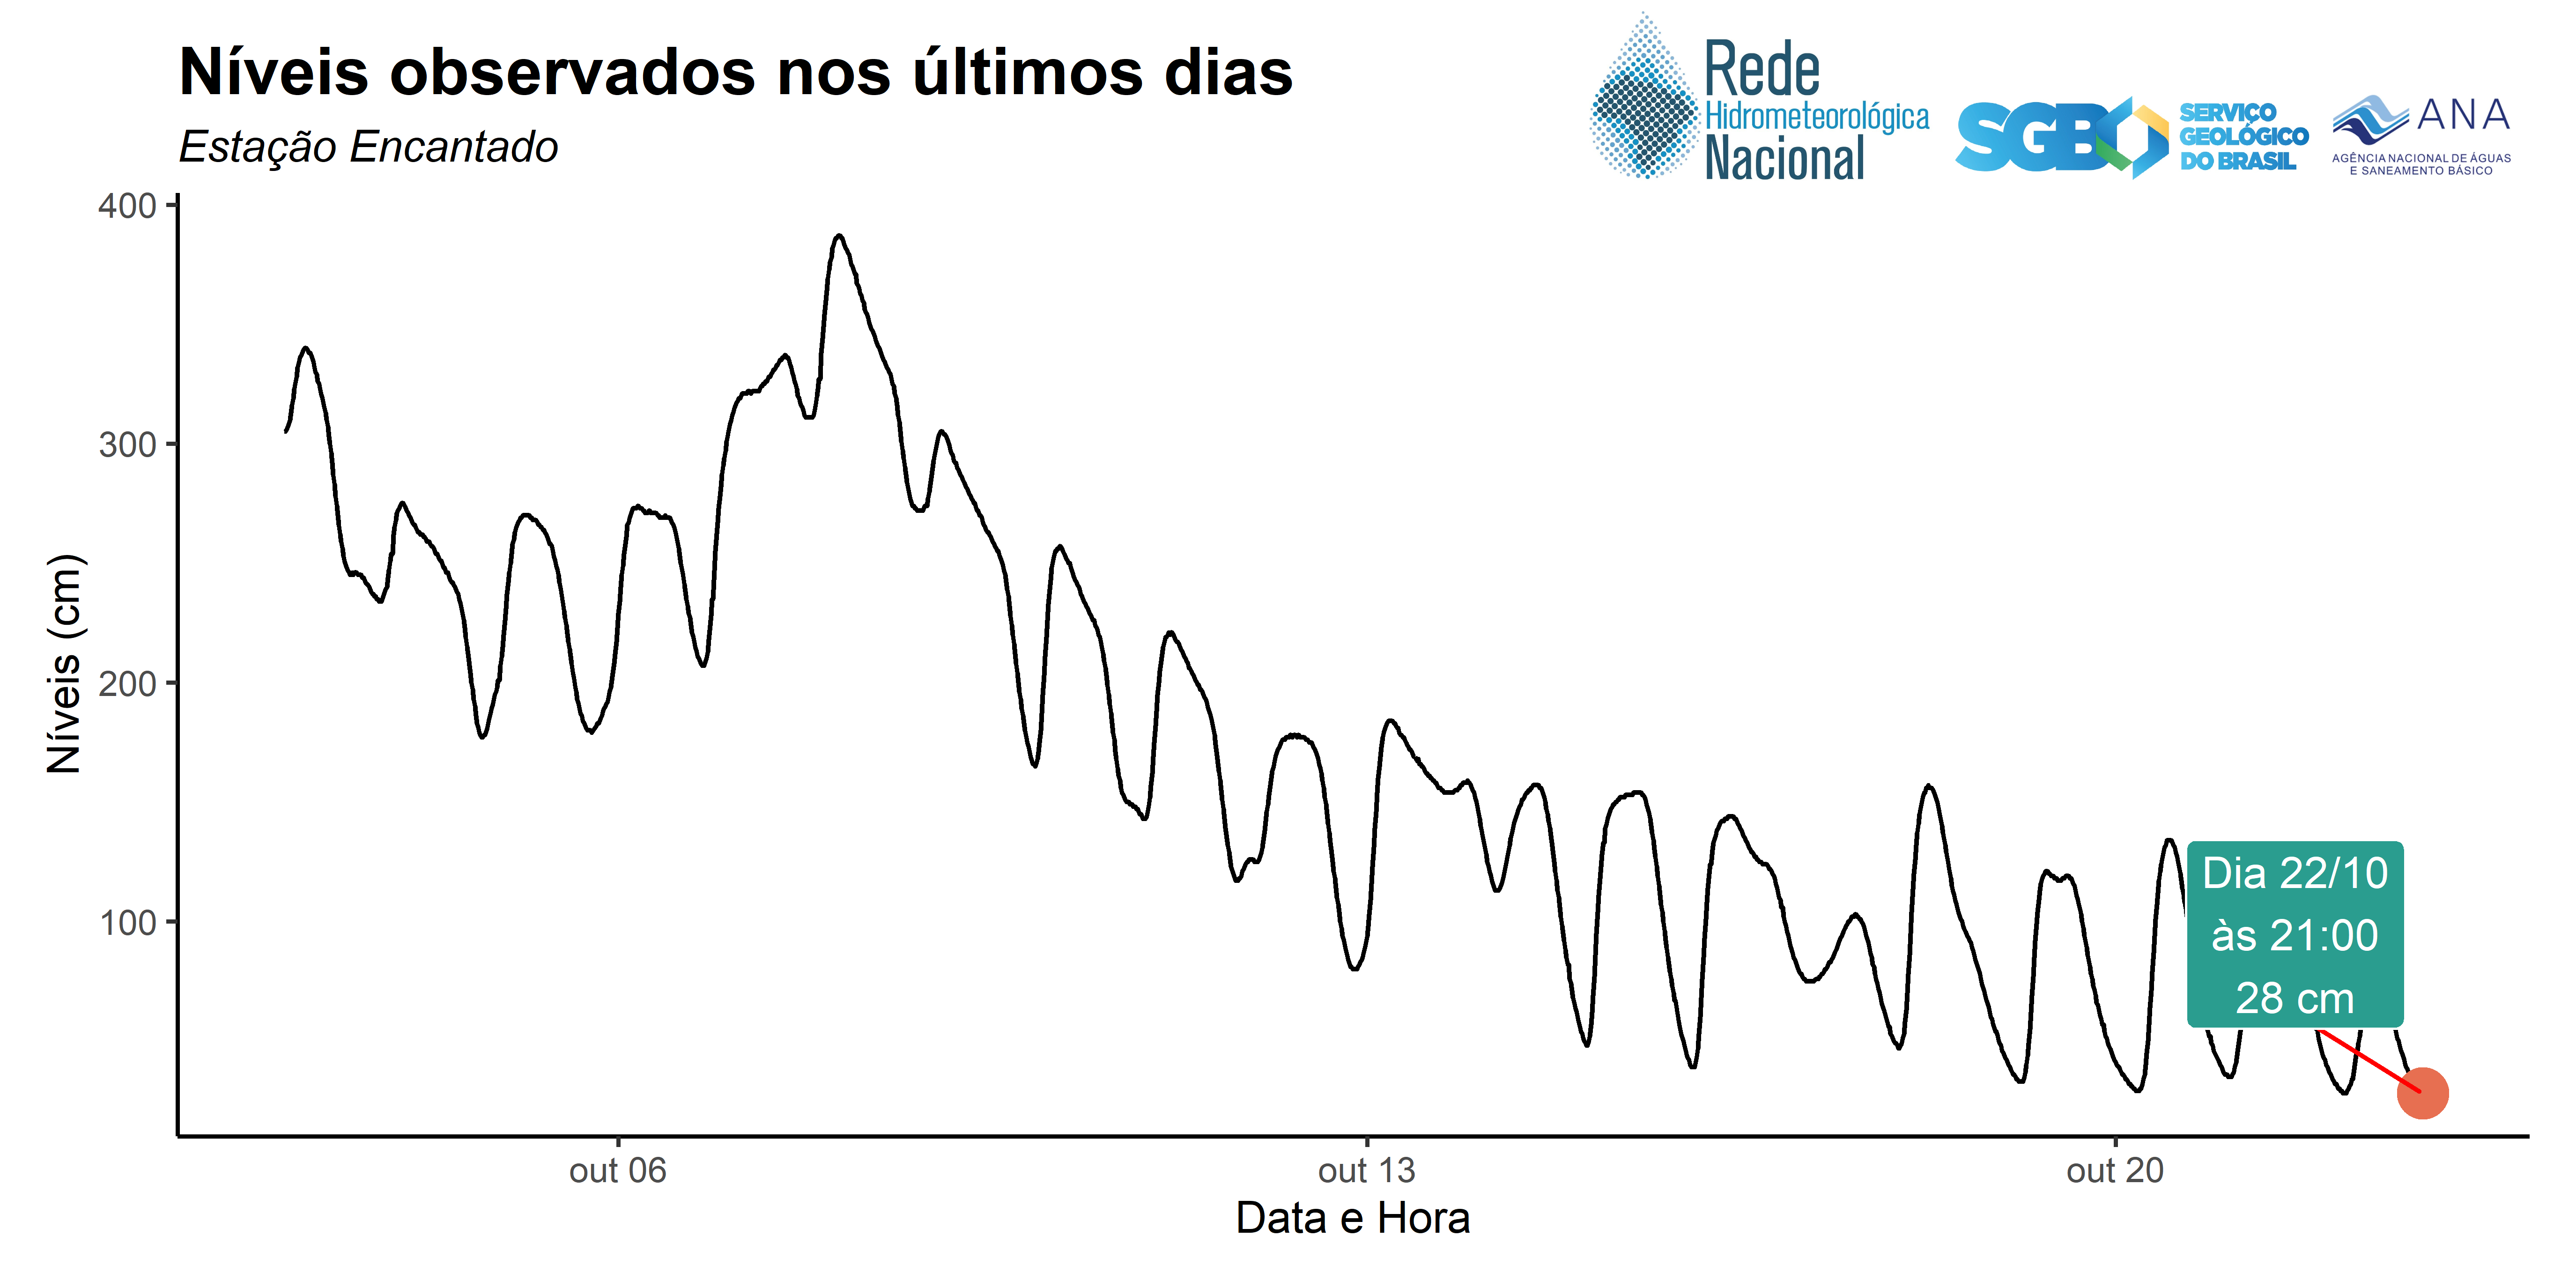 Níveis observados nos últimos dias
Estação Encantado
Rede
Hidrometeorológica
Nacional
SGB
SERVIÇO
GEOLÓGICO
DO BRASIL
ANA
AGÊNCIA NACIONAL DE ÁGUAS
E SANEAMENTO BÁSICO
Níveis (cm)
400
300
200
100
Dia 22/10
às 21:00
28 cm
out 06
out 13
out 20
Data e Hora